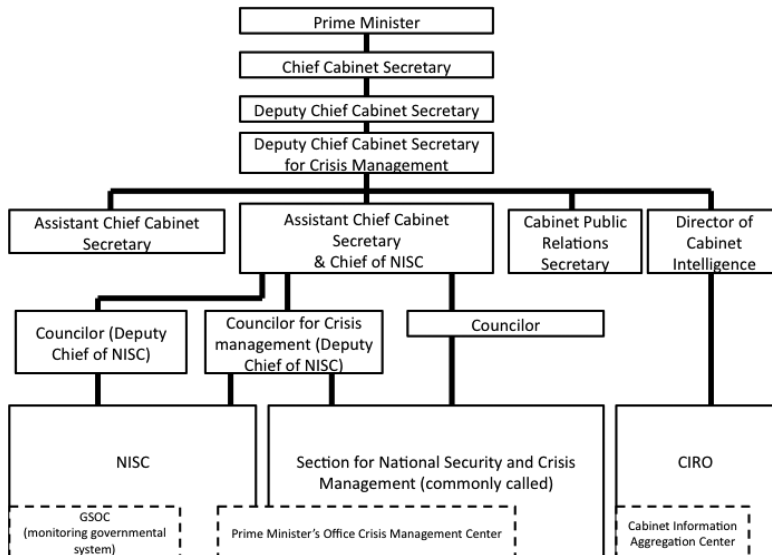 Prime Minister
Chief Cabinet Secretary
Deputy Chief Cabinet Secretary
Deputy Chief Cabinet Secretary
for Crisis Management
Assistant Chief Cabinet
Secretary
Assistant Chief Cabinet
Secretary
& Chief of NISC
Cabinet Public
Relations
Secretary
Director of
Cabinet
Intelligence
Councilor (Deputy
Chief of NISC)
Councilor for Crisis
management (Deputy
Chief of NISC)
Councilor
NISC
Section for National Security and Crisis
Management (commonly called)
CIRO
GSOC
(monitoring governmental
system)
Prime Minister's Office Crisis Management Center
Cabinet Information
Aggregation Center